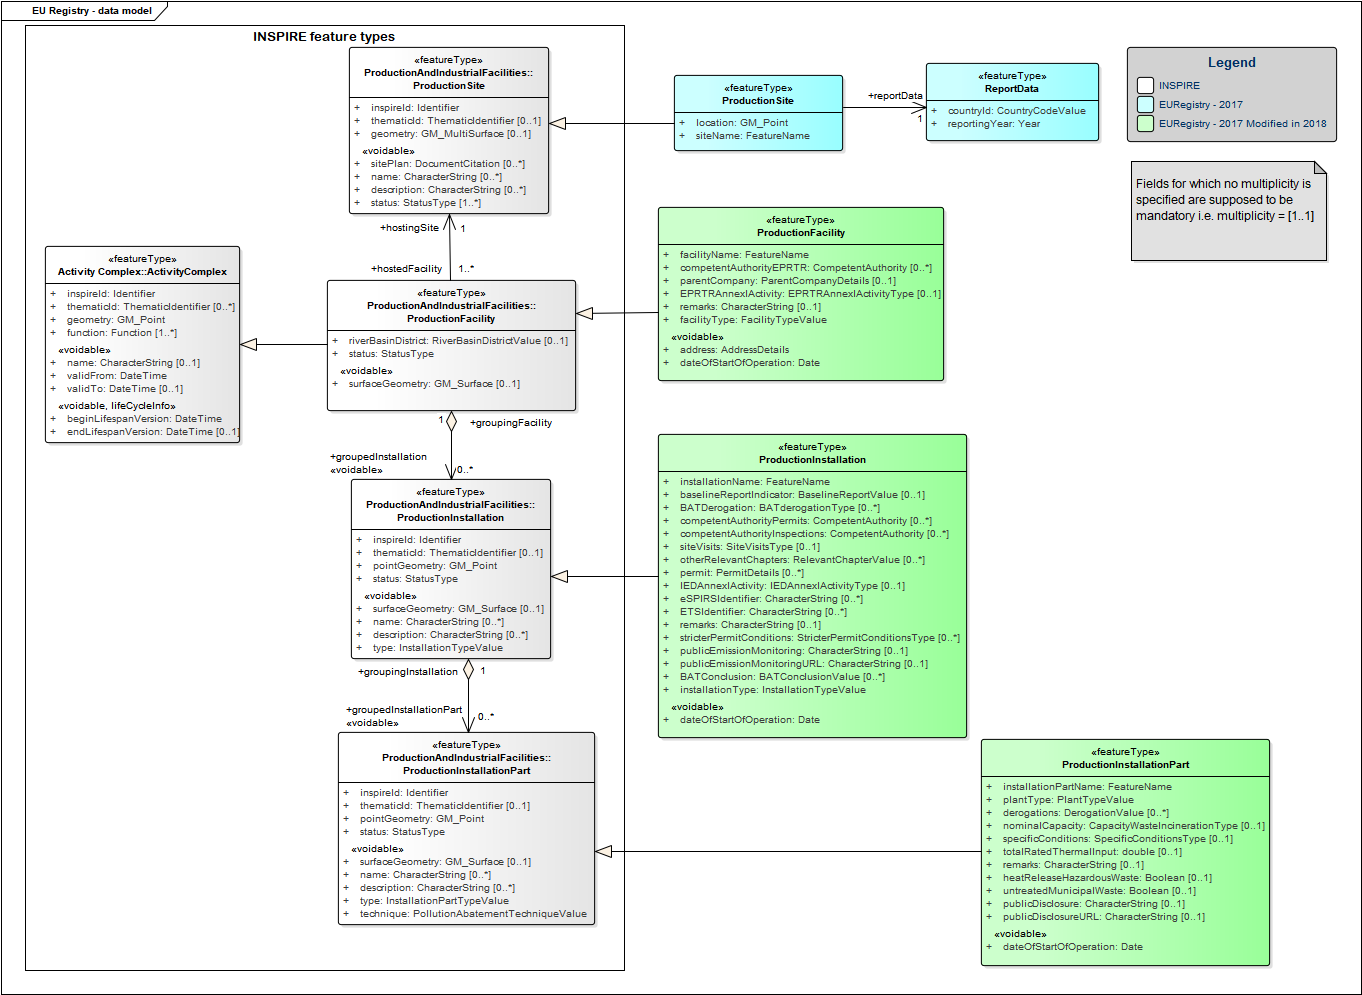 EU Registry - data model
INSPIRE feature types
«featureType»
ProductionAndIndustrialFacilities::
ProductionSite
+ inspireId: Identifier
+ thematicId: ThematicIdentifier [0..1]
+ geometry: GM_MultiSurface [0..1]
«voidable»
+ sitePlan: DocumentCitation [0..*]
+ name: CharacterString [0..*]
+ description: CharacterString [0..*]
+ status: StatusType [1..*]
«featureType»
ProductionSite
+ location: GM_Point
+ siteName: FeatureName
+reportData
1
«featureType»
ReportData
+ countryId: CountryCodeValue
+ reportingYear: Year
Legend
INSPIRE
EURegistry - 2017
EURegistry - 2017 Modified in 2018
Fields for which no multiplicity is
specified are supposed to be
mandatory i.e. multiplicity = [1..1]
+hostingSite
1
+hostedFacility
1..*
«featureType»
Activity Complex::ActivityComplex
+ inspireId: Identifier
+ thematicId: ThematicIdentifier [0..*]
+ geometry: GM_Point
+ function: Function [1..*]
«voidable»
+ name: CharacterString [0..1]
+ validFrom: DateTime
+ validTo: DateTime [0..1]
«voidable, lifeCycleInfo»
+ beginLifespanVersion: DateTime
+ endLifespanVersion: DateTime [0..1]
«featureType»
ProductionAndIndustrialFacilities::
ProductionFacility
+ riverBasinDistrict: RiverBasinDistrictValue [0..1]
+ status: StatusType
«voidable»
+ surfaceGeometry: GM_Surface [0..1]
«featureType»
ProductionFacility
+ facilityName: FeatureName
+ competentAuthorityEPRTR: CompetentAuthority [0..*]
+ parentCompany: ParentCompanyDetails [0..1]
+ EPRTRAnnexIActivity: EPRTRAnnexIActivityType [0..1]
+ remarks: CharacterString [0..1]
+ facilityType: FacilityTypeValue
«voidable»
+ address: AddressDetails
+ dateOfStartOfOperation: Date
1
+groupingFacility
+groupedInstallation
«voidable»
0..*
«featureType»
ProductionAndIndustrialFacilities::
ProductionInstallation
+ inspireId: Identifier
+ thematicId: ThematicIdentifier [0..1]
+ pointGeometry: GM_Point
+ status: StatusType
«voidable»
+ surfaceGeometry: GM_Surface [0..1]
+ name: CharacterString [0..*]
+ description: CharacterString [0..*]
+ type: InstallationTypeValue
«featureType»
ProductionInstallation
+ installationName: FeatureName
+ baselineReportIndicator: BaselineReportValue [0..1]
+ BATDerogation: BATderogationType [0..*]
+ competentAuthorityPermits: CompetentAuthority [0..*]
+ competentAuthorityInspections: CompetentAuthority [0..*]
+ siteVisits: SiteVisitsType [0..1]
+ otherRelevantChapters: RelevantChapterValue [0..*]
+ permit: PermitDetails [0..*]
+ IEDAnnexIActivity: IEDAnnexIActivityType [0..1]
+ eSPIRSIdentifier: CharacterString [0..*]
+ ETSIdentifier: CharacterString [0..*]
+ remarks: CharacterString [0..1]
+ stricterPermitConditions: StricterPermitConditionsType [0..*]
+ publicEmissionMonitoring: CharacterString [0..1]
+ publicEmissionMonitoringURL: CharacterString [0..1]
+ BATConclusion: BATConclusionValue [0..*]
+ installationType: InstallationTypeValue
«voidable»
+ dateOfStartOfOperation: Date
+groupingInstallation
1
+groupedInstallationPart
«voidable»
0..*
«featureType»
ProductionAndIndustrialFacilities::
ProductionInstallationPart
+ inspireId: Identifier
+ thematicId: ThematicIdentifier [0..1]
+ pointGeometry: GM_Point
+ status: StatusType
«voidable»
+ surfaceGeometry: GM_Surface [0..1]
+ name: CharacterString [0..*]
+ description: CharacterString [0..*]
+ type: InstallationPartTypeValue
+ technique: PollutionAbatementTechniqueValue
«featureType»
ProductionInstallationPart
+ installationPartName: FeatureName
+ plantType: PlantTypeValue
+ derogations: DerogationValue [0..*]
+ nominalCapacity: CapacityWasteIncinerationType [0..1]
+ specificConditions: SpecificConditionsType [0..1]
+ totalRatedThermalInput: double [0..1]
+ remarks: CharacterString [0..1]
+ heatReleaseHazardousWaste: Boolean [0..1]
+ untreatedMunicipalWaste: Boolean [0..1]
+ publicDisclosure: CharacterString [0..1]
+ publicDisclosureURL: CharacterString [0..1]
«voidable»
+ dateOfStartOfOperation: Date